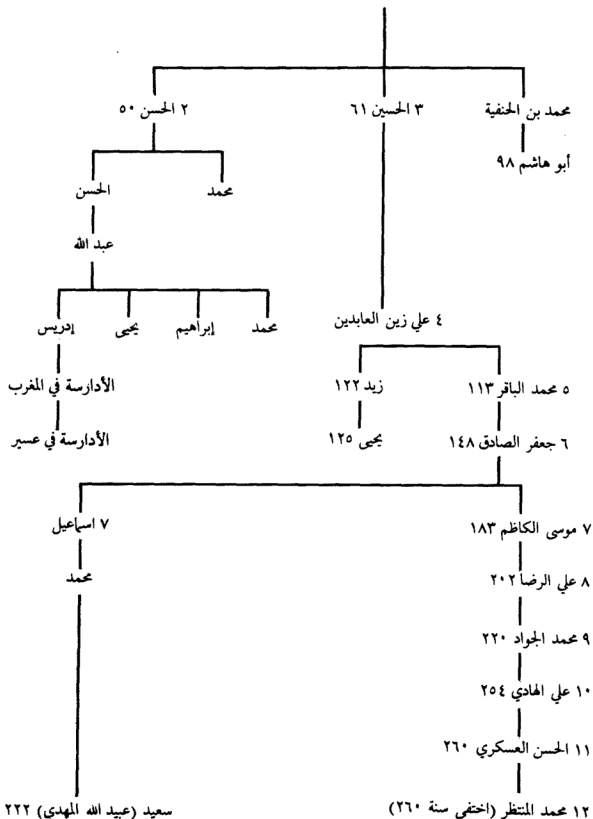 محمد بن الحنفية
٣ الحسين ٦١
٢ الحسن ٥٠
أبو هاشم ٩٨
محمد
الحسن
عبد الله
٤ علي زين العابدين
محمد
إبراهيم
يحيى
إدريس
٥ محمد الباقر ١١٣
زيد ١٢٢
الأدارسة في المغرب
٦ جعفر الصادق ١٤٨
يحيى ١٢٥
الأدارسة في عسير
٧ موسى الكاظم ١٨٣
٧ اسماعيل
٨ علي الرضا ٢٠٢
محمد
٩ محمد الجواد ٢٢٠
١٠ علي الهادي ٢٥٤
١١ الحسن العسكري ٢٦٠
١٢ محمد المنتظر (اختفى سنة ٢٦٠)
سعيد (عبيد الله المهدى) ٢٢٢